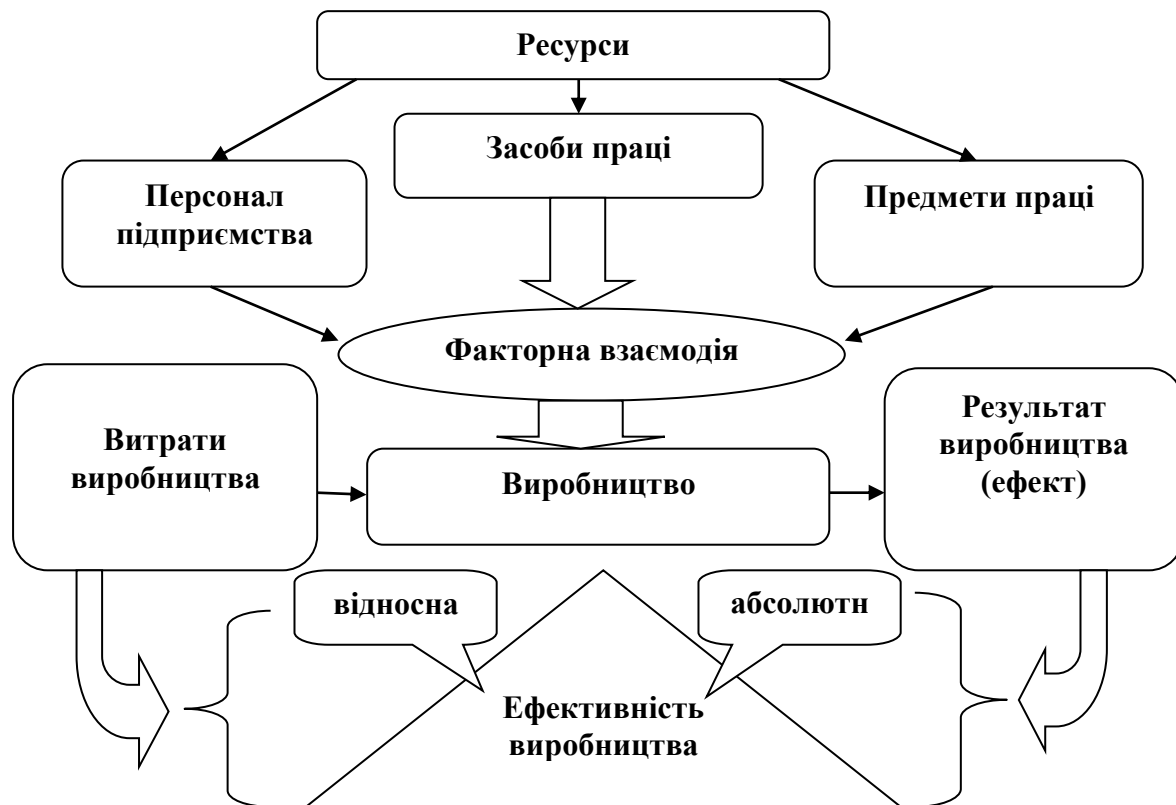 Ресурси
Засоби праці
Персонал
підприємства
Предмети праці
Факторна взаємодія
Витрати
виробництва
Виробництво
Результат
виробництва
(ефект)
відносна
абсолютн
Ефективність
виробництва